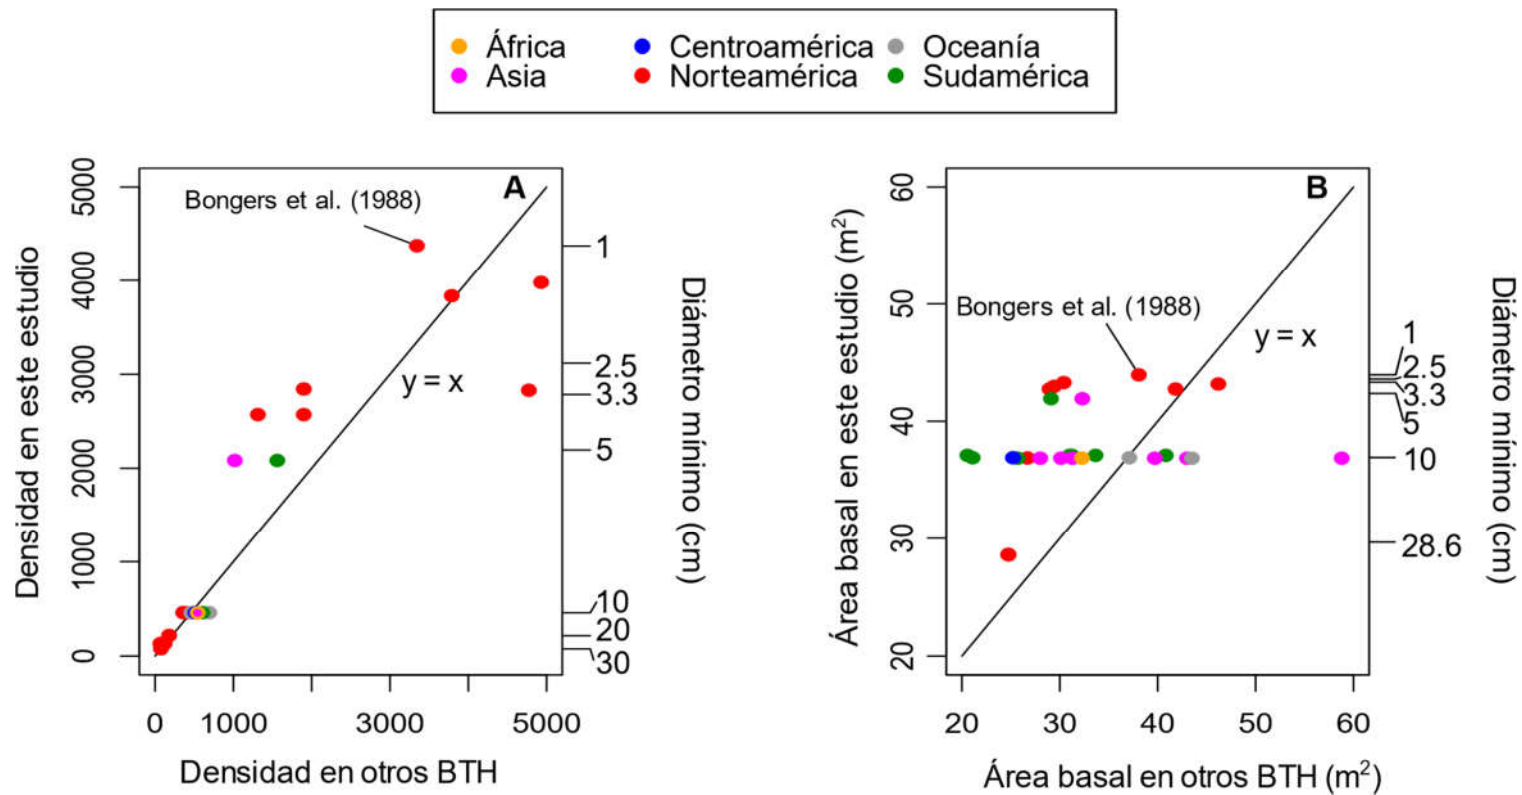 África
Centroamérica
Oceanía
Asia
Norteamérica
Sudamérica
A
Bongers et al. (1988)
y = x
Densidad en este estudio
5000
4000
3000
2000
1000
0
0
1000
3000
5000
Densidad en otros BTH
1
2.5
3.3
5
10
20
30
Diámetro mínimo (cm)
B
Bongers et al. (1988)
y = x
Área basal en este estudio (m²)
60
50
40
30
20
20
30
40
50
60
Área basal en otros BTH (m²)
1
2.5
3.3
5
10
28.6
Diámetro mínimo (cm)